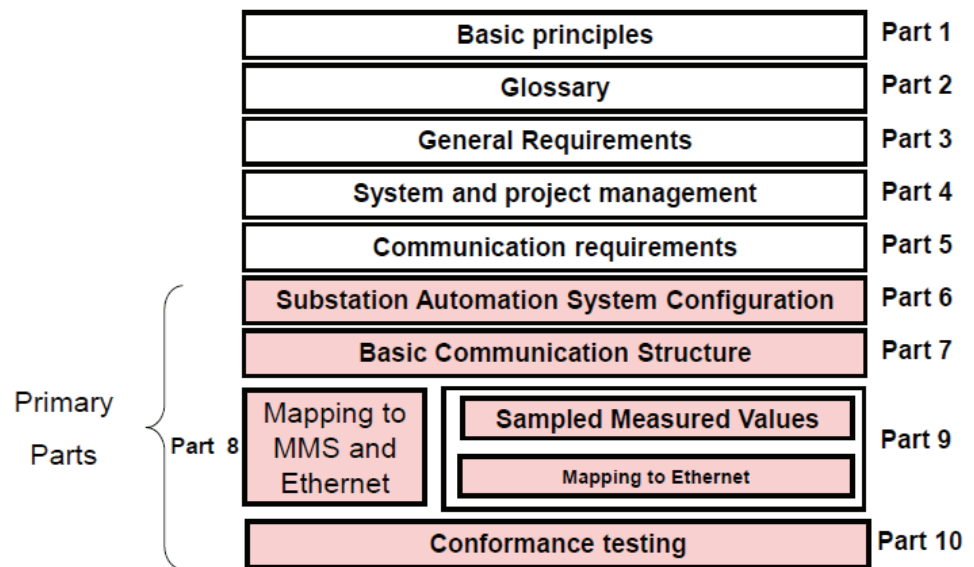 Basic principles Part 1
Glossary Part 2
General Requirements Part 3
System and project management Part 4
Communication requirements Part 5
Substation Automation System Configuration Part 6
Basic Communication Structure Part 7
Primary
Parts
Part 8
Mapping to
MMS and
Ethernet
Sampled Measured Values
Mapping to Ethernet
Part 9
Conformance testing Part 10